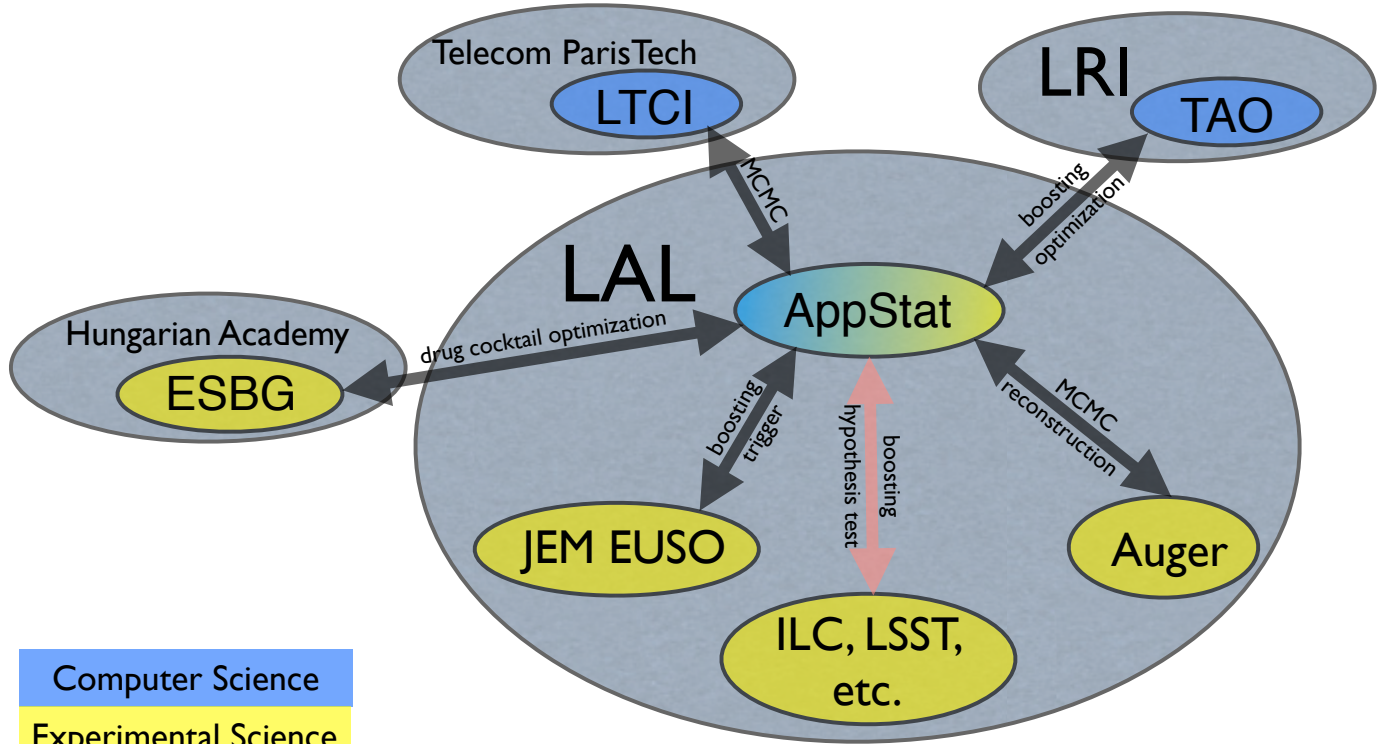 Telecom ParisTech
LTCI
LRI
TAO
MCMC
boosting
optimization
LAL
AppStat
Hungarian Academy
ESBG
drug cocktail optimization
boosting
trigger
boosting
hypothesis test
MCMC
reconstruction
JEM EUSO
Auger
ILC, LSST,
etc.
Computer Science
Experimental Science